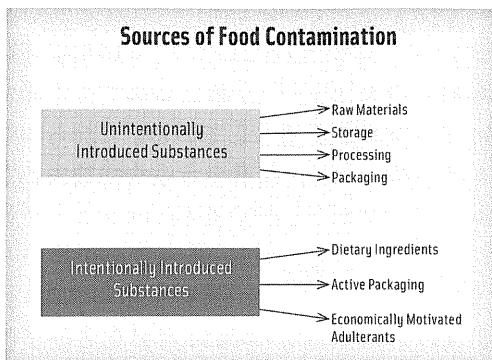 Sources of Food Contamination
Unintentionally
Introduced Substances
Raw Materials
Storage
Processing
Packaging
Intentionally Introduced
Substances
Dietary Ingredients
Active Packaging
Economically Motivated
Adulterants